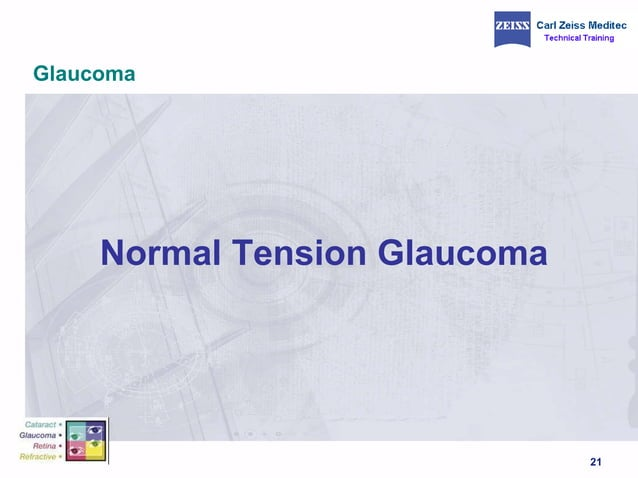 ZEISS
Carl Zeiss Meditec
Technical Training
Glaucoma
Normal Tension Glaucoma
Cataract •
Glaucoma •
Retina •
Refractive •
21